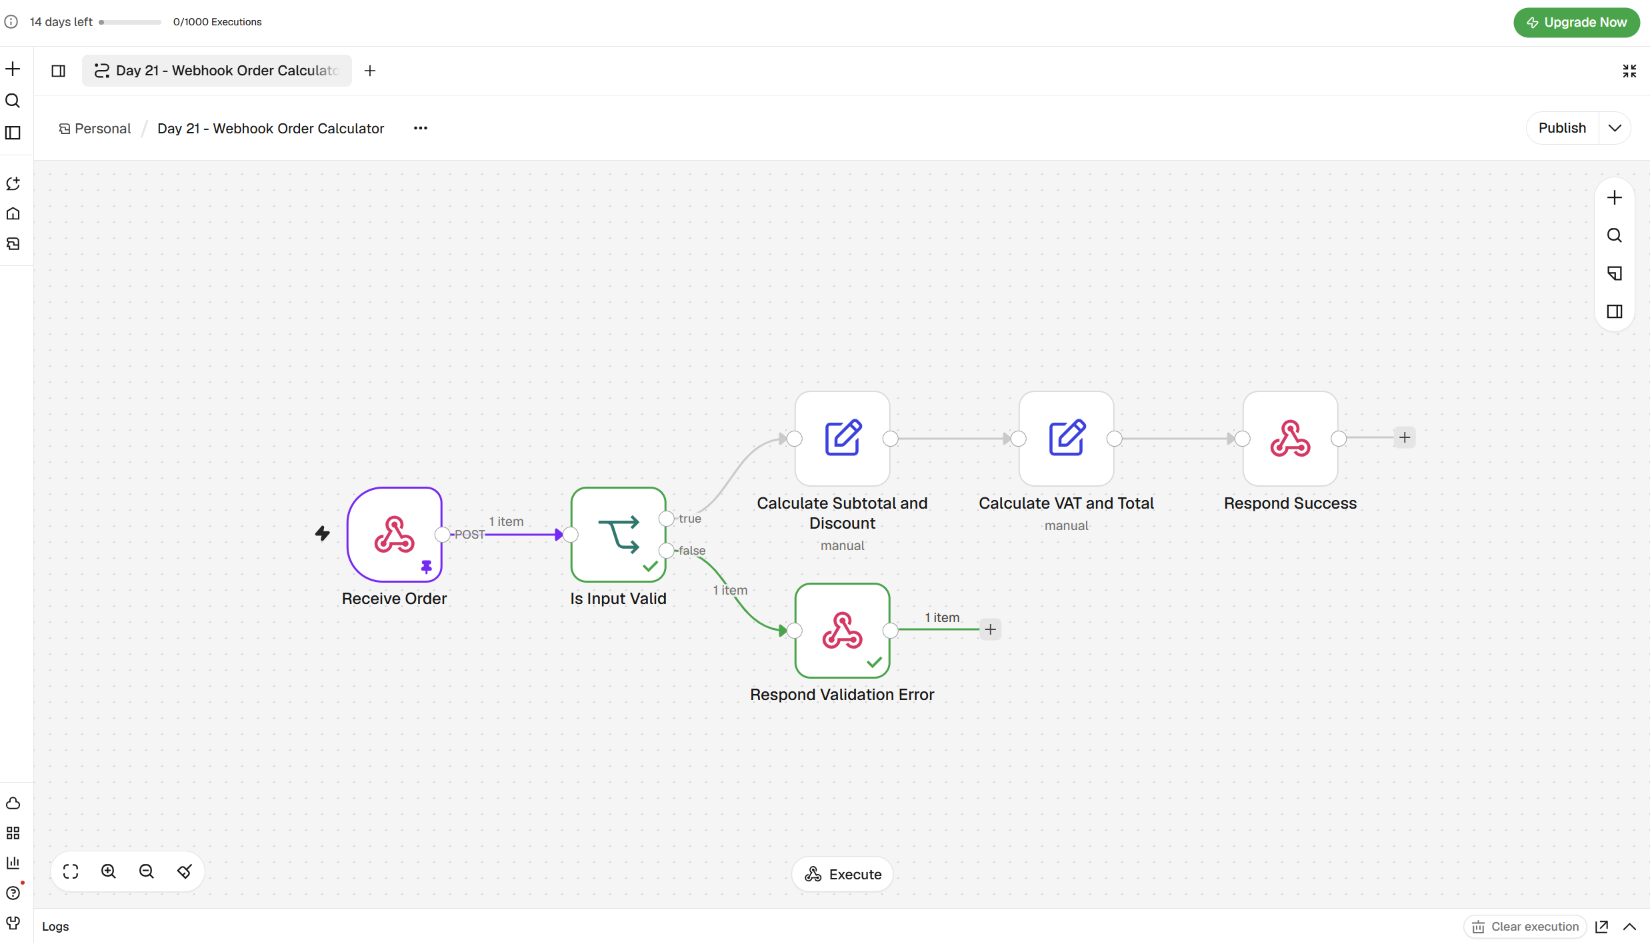 14 days left
0/1000 Executions
Upgrade Now
Day 21 - Webhook Order Calculato
Personal / Day 21 - Webhook Order Calculator
Publish
Calculate Subtotal and
Discount
manual
Calculate VAT and Total
manual
Respond Success
POST
1 item
true
false
Receive Order
Is Input Valid
1 item
1 item
Respond Validation Error
Execute
Logs
Clear execution